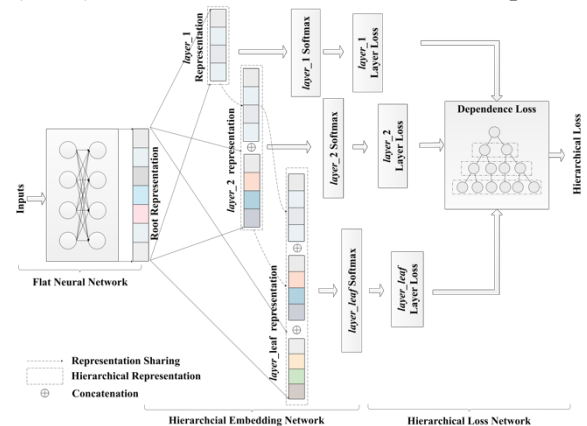 layer_1
Representation
layer_1 Softmax
layer_1
Layer Loss
Dependence Loss
layer_2 representation
layer_2 Softmax
layer_2
Layer Loss
Hierarchical Loss
Inputs
Root Representation
Flat Neural Network
layer_leaf representation
layer_leaf Softmax
layer_leaf
Layer Loss
Representation Sharing
Hierarchical Representation
Concatenation
Hierarchcial Embedding Network
Hierarchical Loss Network